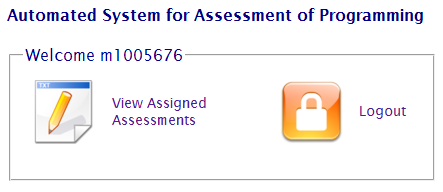 Automated System for Assessment of Programming
Welcome m1005676
TXT
View Assigned
Assessments
Logout